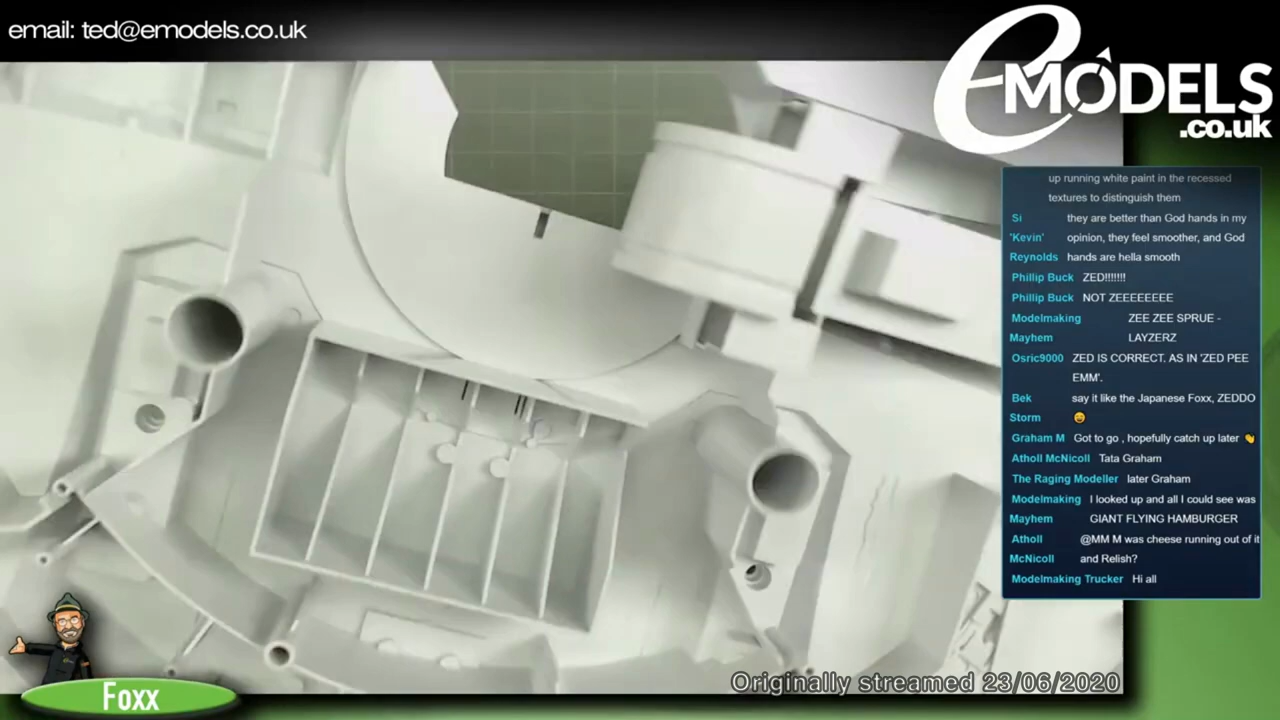 email: ted@emodels.co.uk
eMODELS
.co.uk
up running white paint in the recessed
textures to distinguish them
Si they are better than God hands in my
'Kevin' opinion, they feel smoother, and God
Reynolds hands are hella smooth
Phillip Buck ZED!!!!!!!
Phillip Buck NOT ZEEEEEEEE
Modelmaking ZEE ZEE SPRUE -
Mayhem LAYZERZ
Osric9000 ZED IS CORRECT. AS IN 'ZED PEE
EMM'.
Bek say it like the Japanese Foxx, ZEDDO
Storm 😄
Graham M Got to go , hopefully catch up later 👏
Atholl McNicoll Tata Graham
The Raging Modeller later Graham
Modelmaking I looked up and all I could see was
Mayhem GIANT FLYING HAMBURGER
Atholl @MM M was cheese running out of it
McNicoll and Relish?
Modelmaking Trucker Hi all
Originally streamed 23/06/2020
Foxx